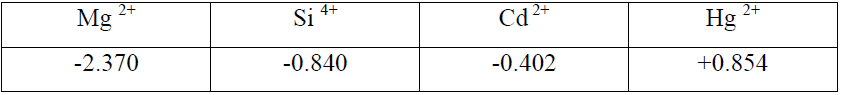 Mg ²⁺ Si ⁴⁺ Cd ²⁺ Hg ²⁺
-2.370 -0.840 -0.402 +0.854